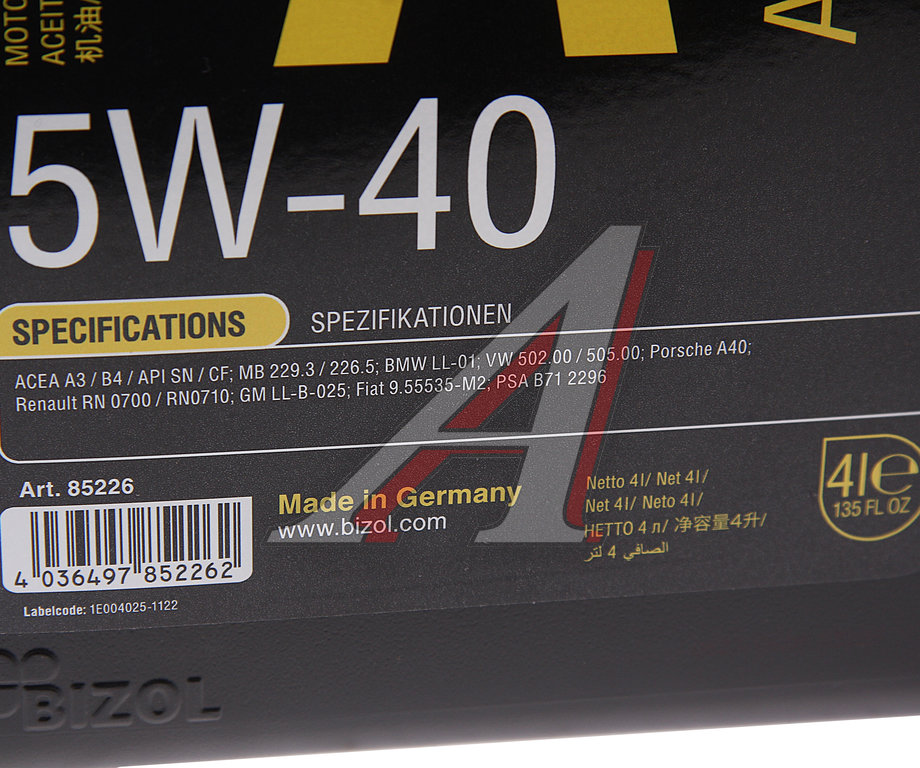 MOTO
ACEIT
机油/
A
5W-40
SPECIFICATIONS SPEZIFIKATIONEN
ACEA A3 / B4 / API SN / CF; MB 229.3 / 226.5; BMW LL-01; VW 502.00 / 505.00; Porsche A40;
Renault RN 0700 / RN0710; GM LL-B-025; Fiat 9.55535-M2; PSA B71 2296
Art. 85226
4 036497 852262
Labelcode: 1E004025-1122
Made in Germany
www.bizol.com
Netto 4l/ Net 4l/
Net 4l/ Neto 4l/
НЕТТО 4 л/ 净容量4升/
الصافي 4 لتر
4l e
135 FL OZ
A
BIZOL